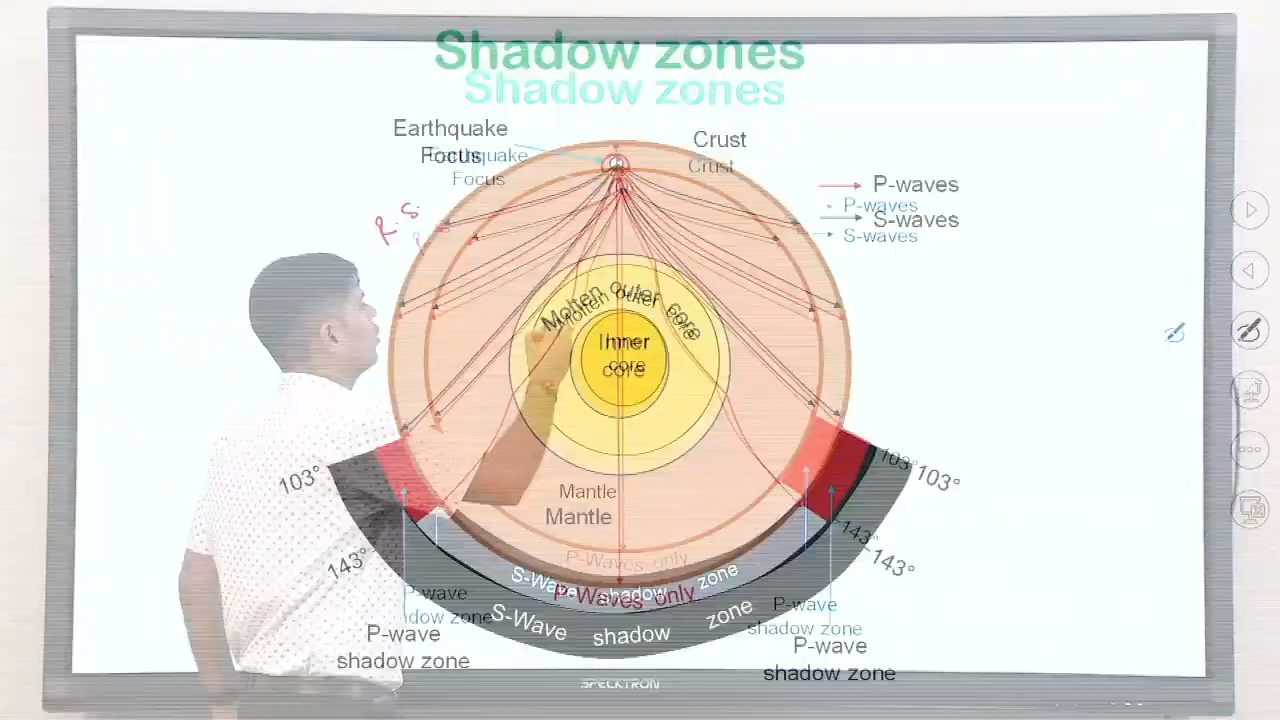 Shadow zones
Shadow zones
Earthquake
Focus
Earthquake
Focus
Crust
Crust
P-waves
P-waves
S-waves
S-waves
R. S.
Molten outer core
Molten outer core
Inner
core
Inner
core
Mantle
Mantle
103°
103°
103°
143°
143°
143°
P-Waves only
S-Wave shadow zone
P-Waves only
S-Wave shadow zone
P-wave
shadow zone
P-wave
shadow zone
P-wave
shadow zone
P-wave
shadow zone
SPECKTRON